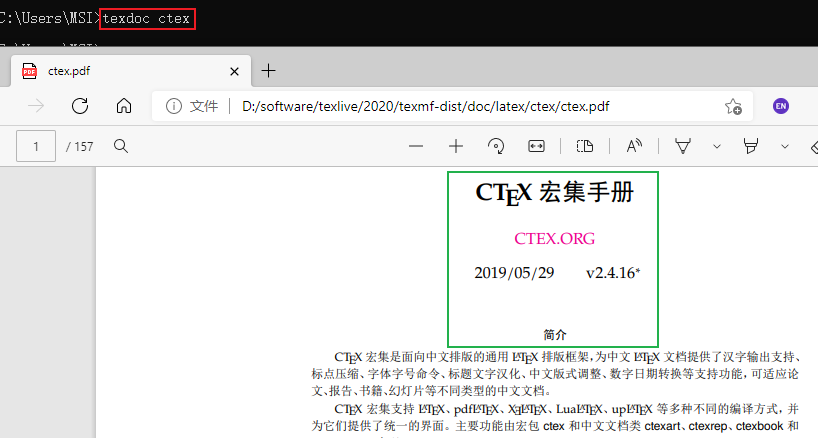 C:\Users\MSI>texdoc ctex
PDF ctex.pdf
文件 D:/software/texlive/2020/texmf-dist/doc/latex/ctex/ctex.pdf EN
1 / 157
CTEX 宏集手册
CTEX.ORG
2019/05/29 v2.4.16*
简介
CTEX 宏集是面向中文排版的通用 LATEX 排版框架,为中文 LATEX 文档提供了汉字输出支持、
标点压缩、字体字号命令、标题文字汉化、中文版式调整、数字日期转换等支持功能,可适应论
文、报告、书籍、幻灯片等不同类型的中文文档。
CTEX 宏集支持 LATEX、pdfLATEX、XƎLATEX、LuaLATEX、upLATEX 等多种不同的编译方式,并
为它们提供了统一的界面。主要功能由宏包 ctex 和中文文档类 ctexart、ctexrep、ctexbook 和